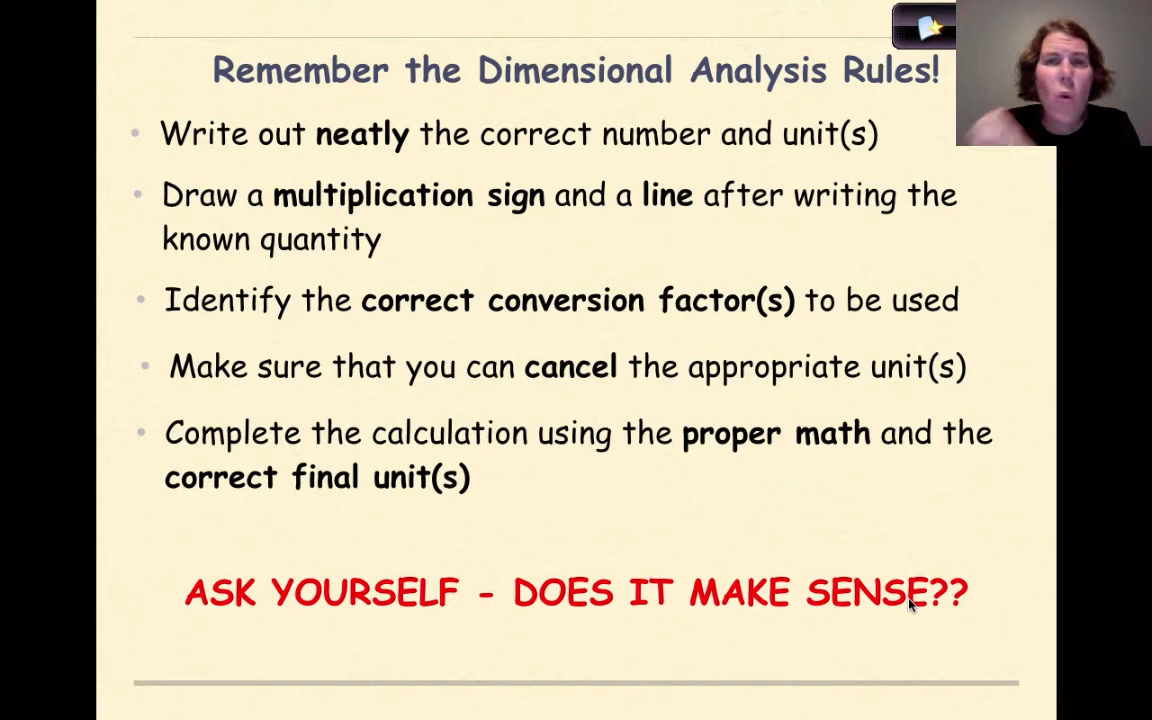 Remember the Dimensional Analysis Rules!
• Write out neatly the correct number and unit(s)
• Draw a multiplication sign and a line after writing the
known quantity
• Identify the correct conversion factor(s) to be used
• Make sure that you can cancel the appropriate unit(s)
• Complete the calculation using the proper math and the
correct final unit(s)
ASK YOURSELF - DOES IT MAKE SENSE??